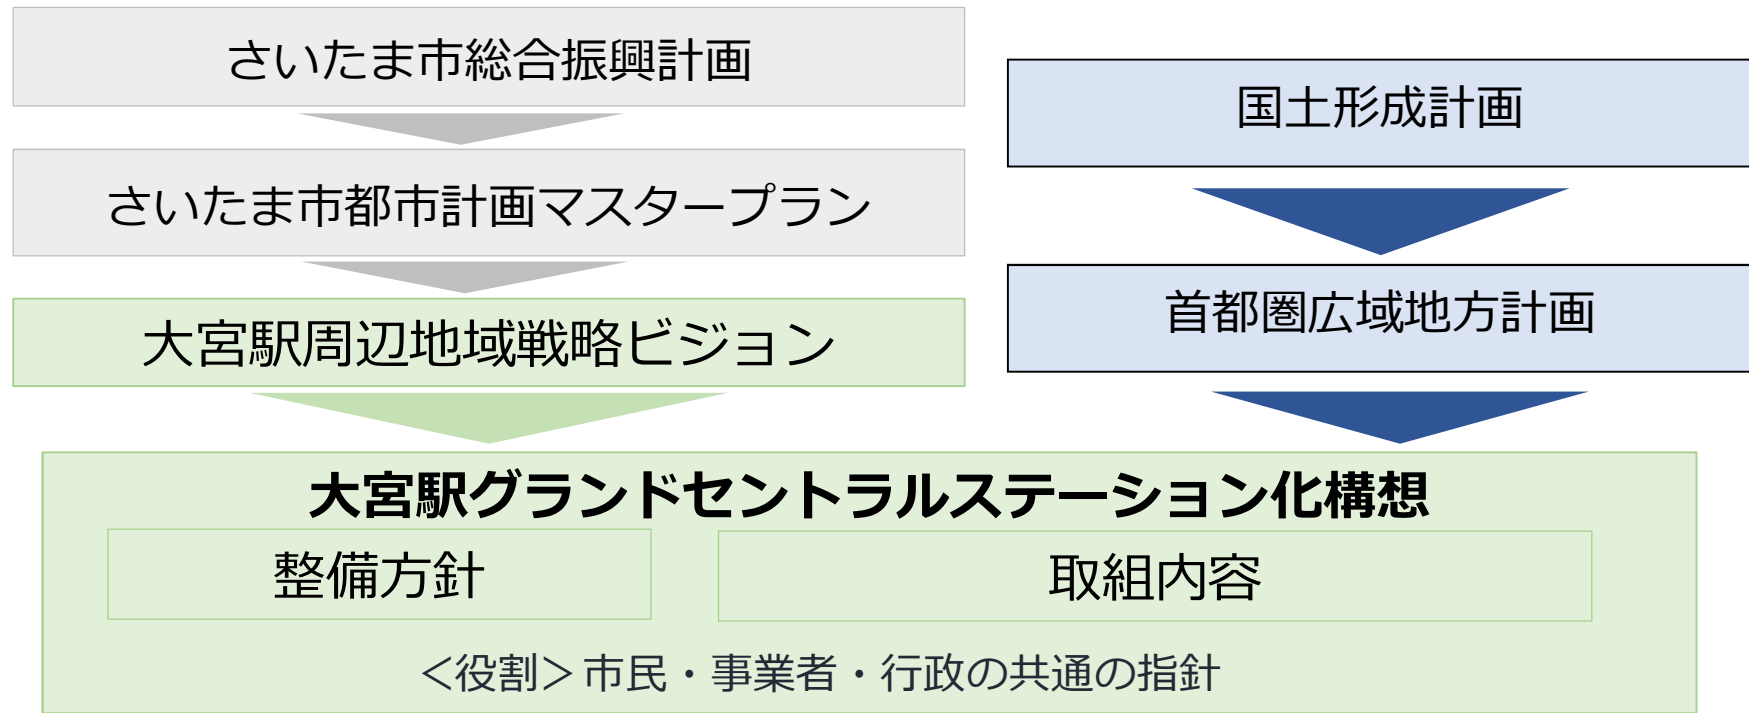 さいたま市総合振興計画
さいたま市都市計画マスタープラン
大宮駅周辺地域戦略ビジョン
国土形成計画
首都圏広域地方計画
大宮駅グランドセントラルステーション化構想
整備方針
取組内容
＜役割＞市民・事業者・行政の共通の指針